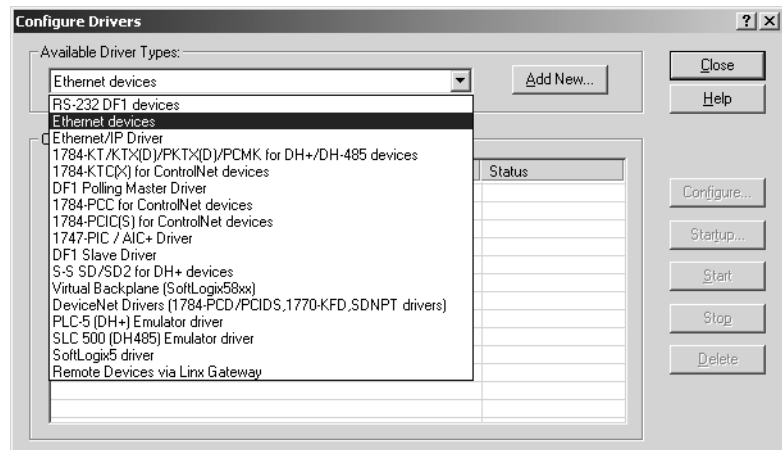 Configure Drivers
? X
Available Driver Types:
Ethernet devices
Add New...
Close
Help
RS-232 DF1 devices
Ethernet devices
Ethernet/IP Driver
1784-KT/KTX(D)/PKTX(D)/PCMK for DH+/DH-485 devices
1784-KTC(X) for ControlNet devices
DF1 Polling Master Driver
1784-PCC for ControlNet devices
1784-PCIC(S) for ControlNet devices
1747-PIC / AIC+ Driver
DF1 Slave Driver
S-S SD/SD2 for DH+ devices
Virtual Backplane (SoftLogix58xx)
DeviceNet Drivers (1784-PCD/PCIDS,1770-KFD,SDNPT drivers)
PLC-5 (DH+) Emulator driver
SLC 500 (DH485) Emulator driver
SoftLogix5 driver
Remote Devices via Linx Gateway
Status
Configure...
Startup...
Start
Stop
Delete